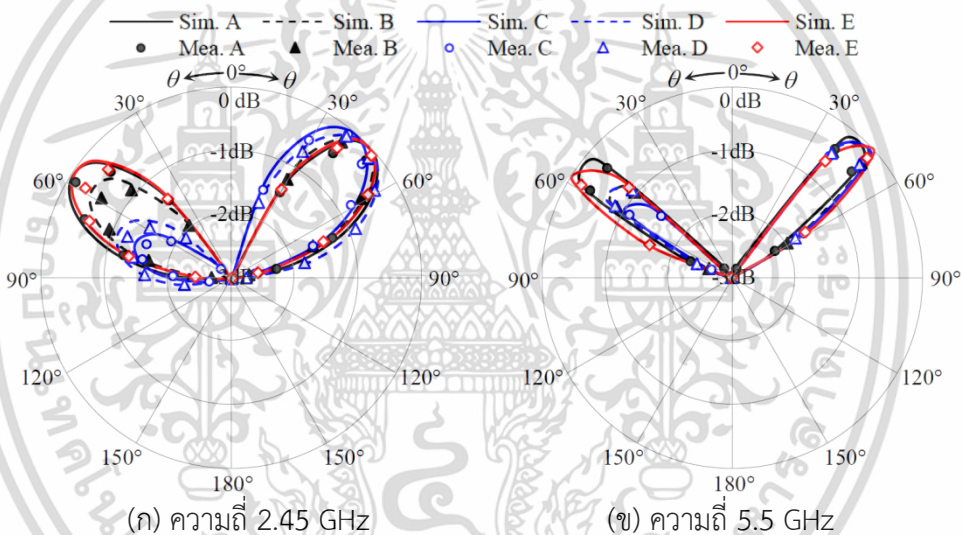 Sim. A Sim. B Sim. C Sim. D Sim. E
Mea. A Mea. B Mea. C Mea. D Mea. E
θ 0° θ
θ 0° θ
30° 0 dB 30°
30° 0 dB 30°
-1dB
-1dB
60° 60°
60° 60°
-2dB
-2dB
90° dB 90°
90° dB 90°
120° 120°
120° 120°
150° 150°
150° 150°
180°
180°
(ก) ความถี่ 2.45 GHz
(ข) ความถี่ 5.5 GHz